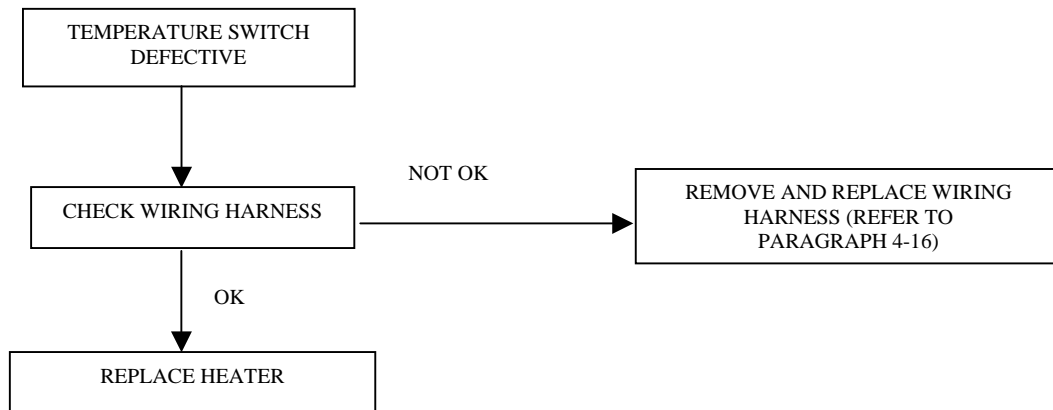 TEMPERATURE SWITCH
DEFECTIVE
NOT OK
CHECK WIRING HARNESS
REMOVE AND REPLACE WIRING
HARNESS (REFER TO
PARAGRAPH 4-16)
OK
REPLACE HEATER